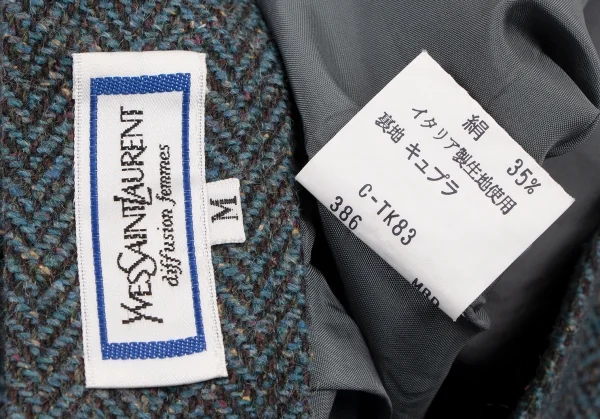 YVESSAINTLAURENT
diffusion femmes
M
絹 35%
イタリア製生地使用
裏地 キュプラ
C-TK83
386